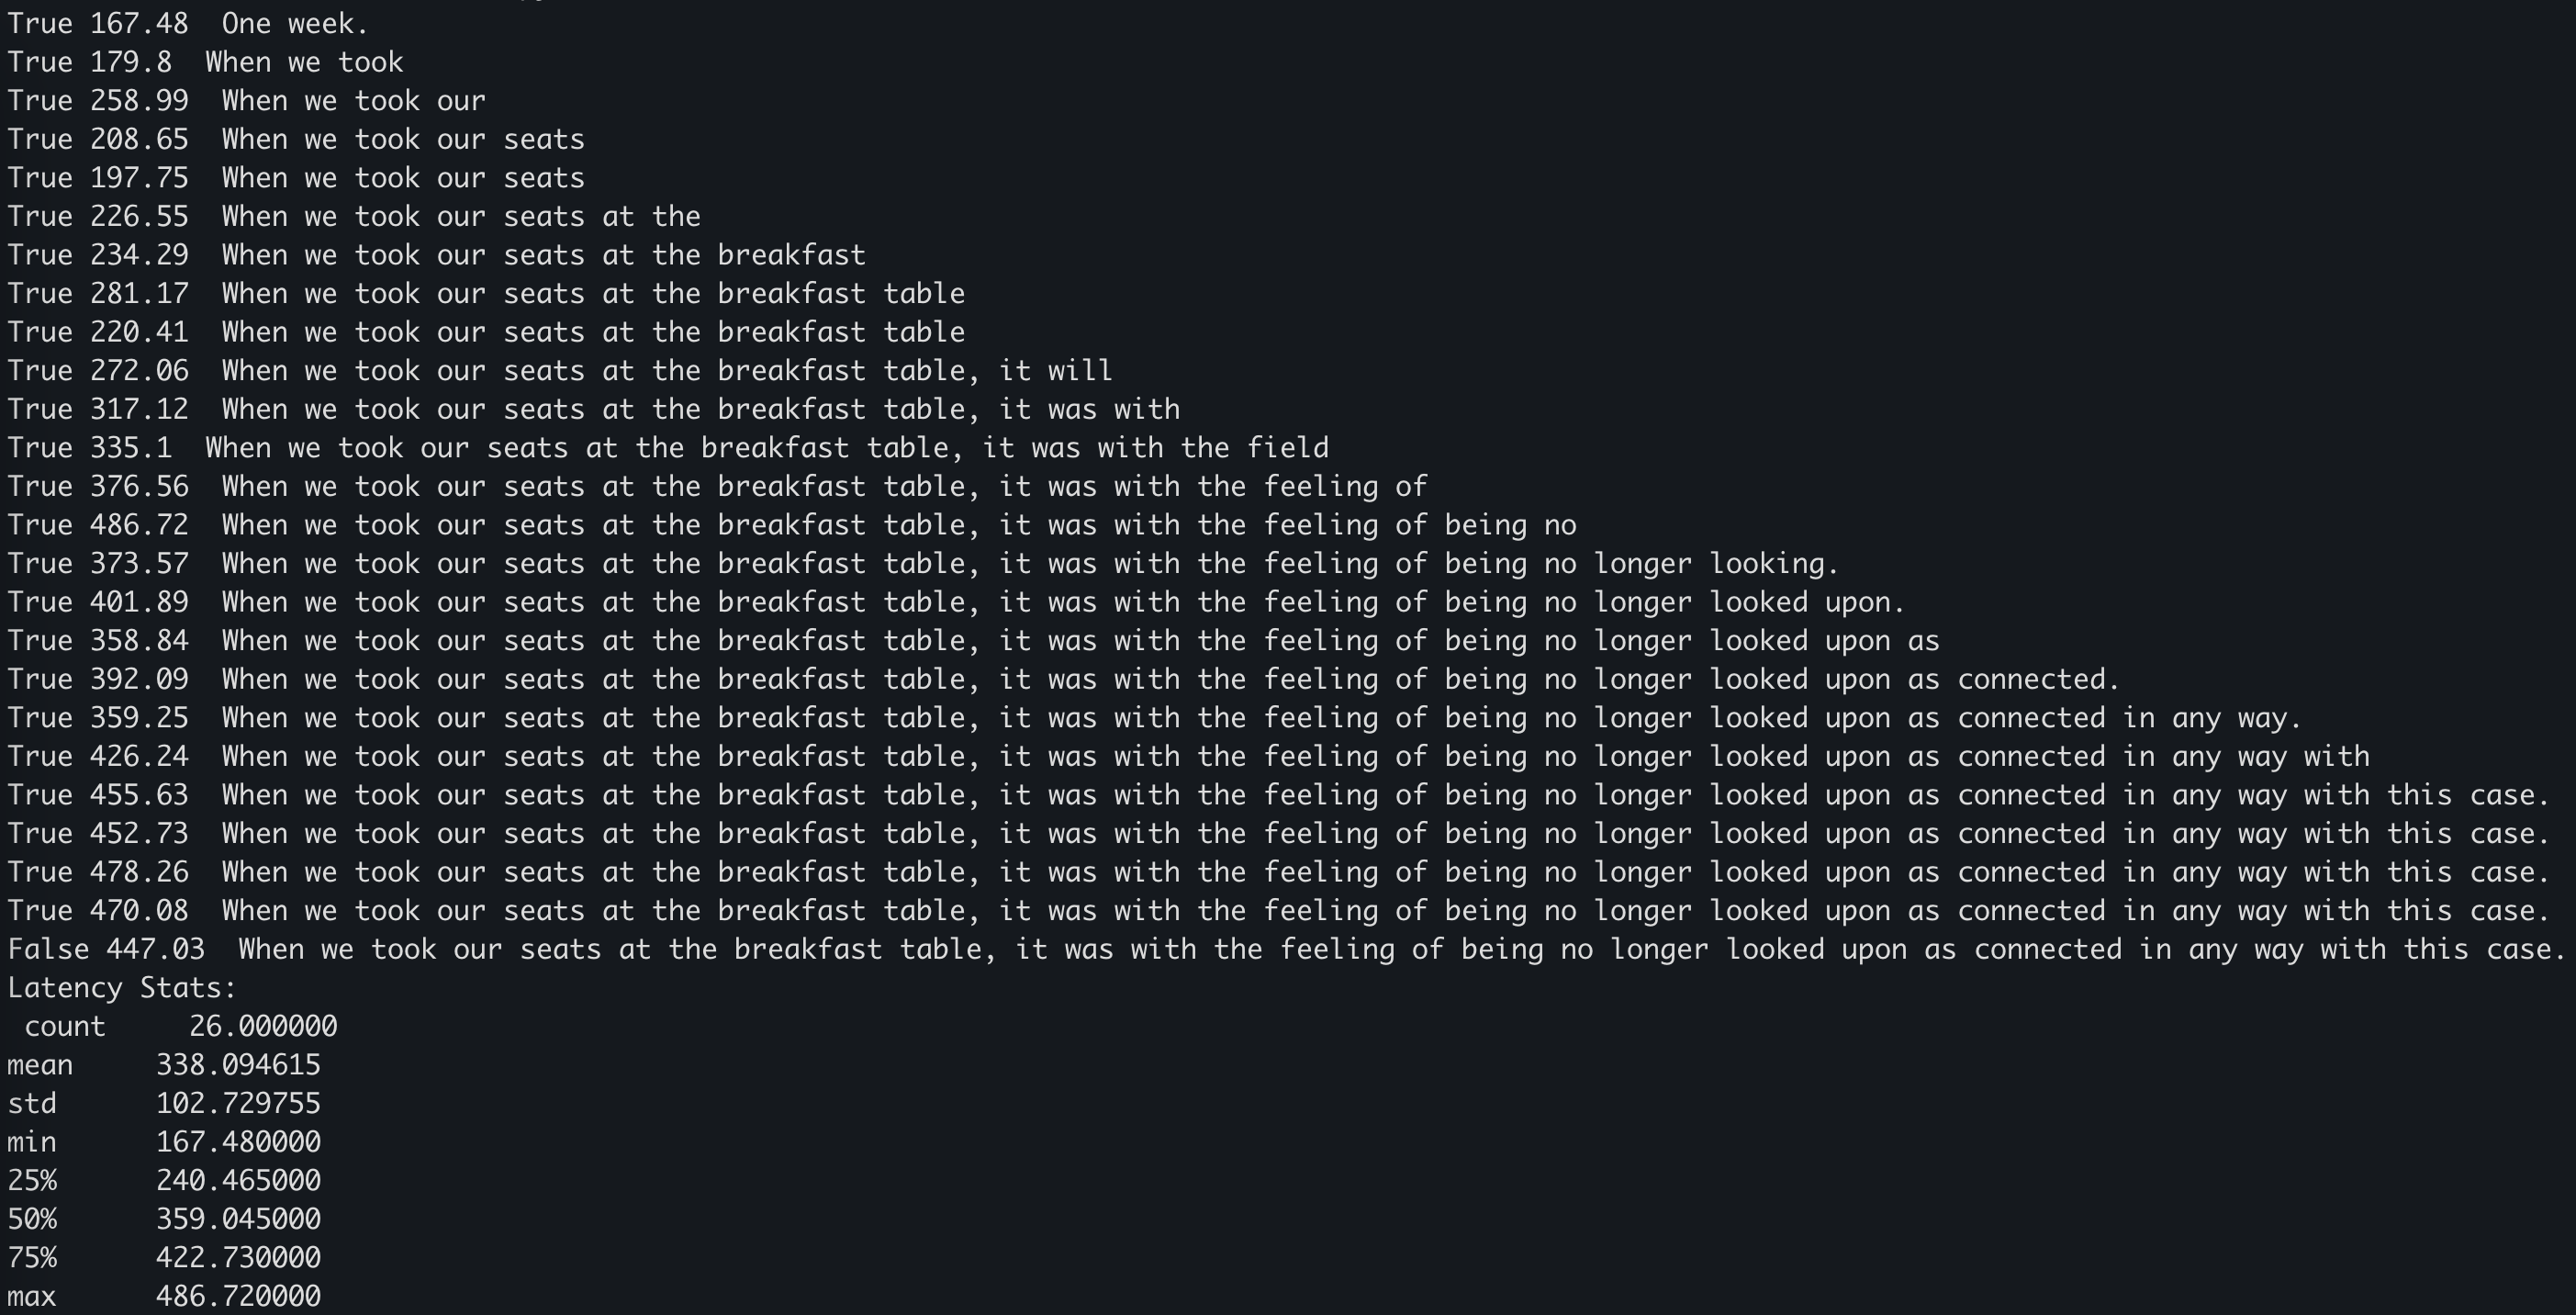 True 167.48  One week.
True 179.8  When we took
True 258.99  When we took our
True 208.65  When we took our seats
True 197.75  When we took our seats
True 226.55  When we took our seats at the
True 234.29  When we took our seats at the breakfast
True 281.17  When we took our seats at the breakfast table
True 220.41  When we took our seats at the breakfast table
True 272.06  When we took our seats at the breakfast table, it will
True 317.12  When we took our seats at the breakfast table, it was with
True 335.1  When we took our seats at the breakfast table, it was with the field
True 376.56  When we took our seats at the breakfast table, it was with the feeling of
True 486.72  When we took our seats at the breakfast table, it was with the feeling of being no
True 373.57  When we took our seats at the breakfast table, it was with the feeling of being no longer looking.
True 401.89  When we took our seats at the breakfast table, it was with the feeling of being no longer looked upon.
True 358.84  When we took our seats at the breakfast table, it was with the feeling of being no longer looked upon as
True 392.09  When we took our seats at the breakfast table, it was with the feeling of being no longer looked upon as connected.
True 359.25  When we took our seats at the breakfast table, it was with the feeling of being no longer looked upon as connected in any way.
True 426.24  When we took our seats at the breakfast table, it was with the feeling of being no longer looked upon as connected in any way with
True 455.63  When we took our seats at the breakfast table, it was with the feeling of being no longer looked upon as connected in any way with this case.
True 452.73  When we took our seats at the breakfast table, it was with the feeling of being no longer looked upon as connected in any way with this case.
True 478.26  When we took our seats at the breakfast table, it was with the feeling of being no longer looked upon as connected in any way with this case.
True 470.08  When we took our seats at the breakfast table, it was with the feeling of being no longer looked upon as connected in any way with this case.
False 447.03  When we took our seats at the breakfast table, it was with the feeling of being no longer looked upon as connected in any way with this case.
Latency Stats:
count     26.000000
mean     338.094615
std      102.729755
min      167.480000
25%      240.465000
50%      359.045000
75%      422.730000
max      486.720000